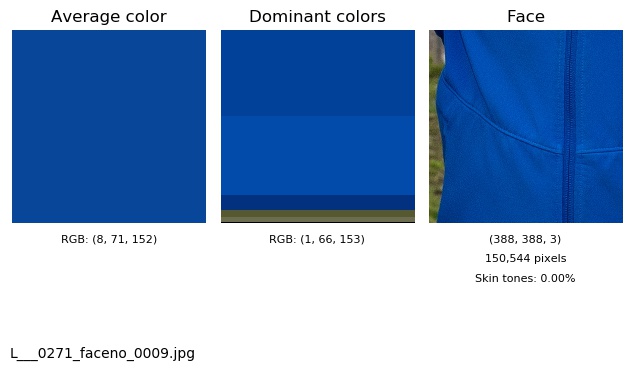 Average color
Dominant colors
Face
RGB: (8, 71, 152)
RGB: (1, 66, 153)
(388, 388, 3)
150,544 pixels
Skin tones: 0.00%
L___0271_faceno_0009.jpg